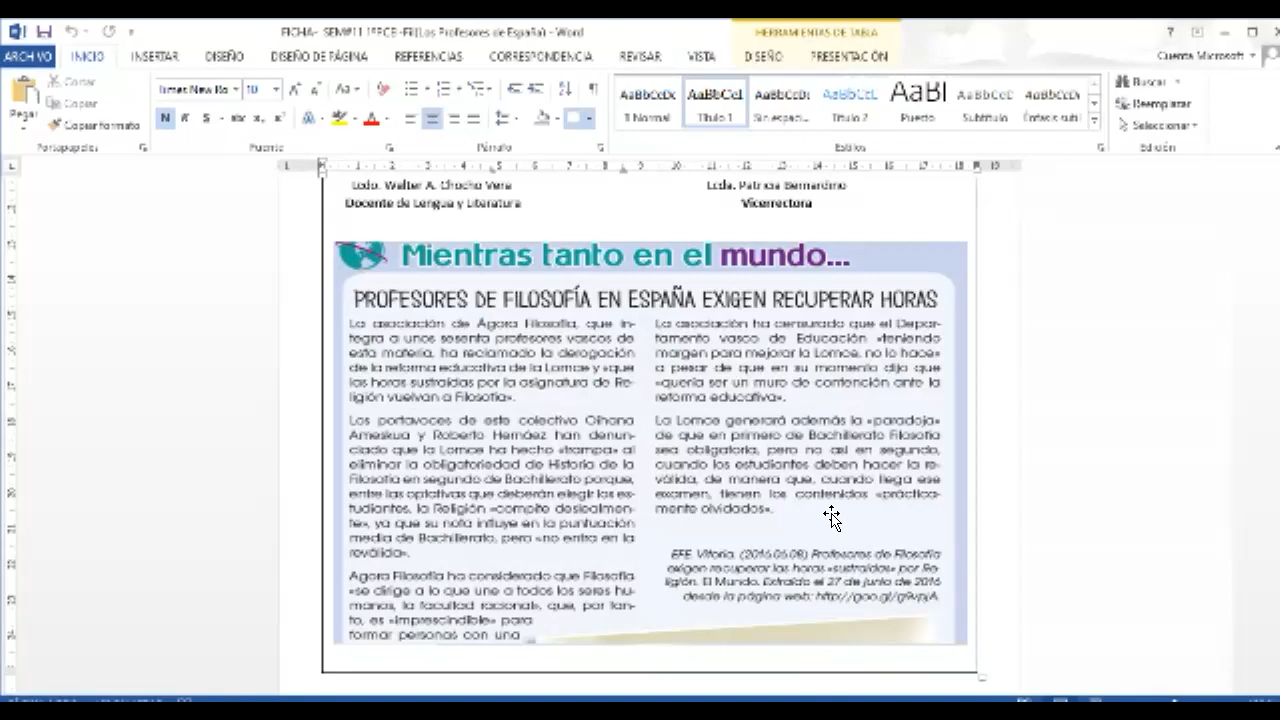 FICHA- SEM#11 1ºPCE -Fil(Los Profesores de España) - Word
HERRAMIENTAS DE TABLA
ARCHIVO INICIO INSERTAR DISEÑO DISEÑO DE PÁGINA REFERENCIAS CORRESPONDENCIA REVISAR VISTA DISEÑO PRESENTACIÓN
Cuenta Microsoft
Pegar
Cortar
Copiar
Copiar formato
Portapapeles
Times New Ro 10
Fuente
Párrafo
AaBbCcDc AaBbCcI AaBbCcDc AaBbCcL AaBl AaBbCcC AaBbCcDc
1 Normal Título 1 Sin espaci... Título 2 Puesto Subtítulo Énfasis sutil
Estilos
Buscar
Reemplazar
Seleccionar
Edición
Lcdo. Walter A. Chocho Vera
Docente de Lengua y Literatura
Lcda. Patricia Bernardino
Vicerrectora
Mientras tanto en el mundo...
PROFESORES DE FILOSOFÍA EN ESPAÑA EXIGEN RECUPERAR HORAS
La asociación de Ágora Filosofía, que in-
tegra a unos sesenta profesores vascos de
esta materia, ha reclamado la derogación
de la reforma educativa de la Lomce y «que
las horas sustraídas por la asignatura de Re-
ligión vuelvan a Filosofía».
Los portavoces de este colectivo Oihana
Ameskua y Roberto Hernáez han denun-
ciado que la Lomce ha hecho «trampa» al
eliminar la obligatoriedad de Historia de la
Filosofía en segundo de Bachillerato porque,
entre las optativas que deberán elegir los es-
tudiantes, la Religión «compite deslealmen-
te», ya que su nota influye en la puntuación
media de Bachillerato, pero «no entra en la
reválida».
Ágora Filosofía ha considerado que Filosofía
«se dirige a lo que une a todos los seres hu-
manos, la facultad racional», que, por tan-
to, es «imprescindible» para
formar personas con una
La asociación ha censurado que el Depar-
tamento vasco de Educación «teniendo
margen para mejorar la Lomce, no lo hace»
a pesar de que en su momento dijo que
«quería ser un muro de contención ante la
reforma educativa».
La Lomce generará además la «paradoja»
de que en primero de Bachillerato Filosofía
sea obligatoria, pero no así en segundo,
cuando los estudiantes deben hacer la re-
válida, de manera que, cuando llega ese
examen, tienen los contenidos «práctica-
mente olvidados».
EFE. Vitoria. (2016.06.08) Profesores de Filosofía
exigen recuperar las horas «sustraídas» por Re-
ligión. El Mundo. Extraído el 27 de junio de 2016
desde la página web: http://goo.gl/g9vpjA.